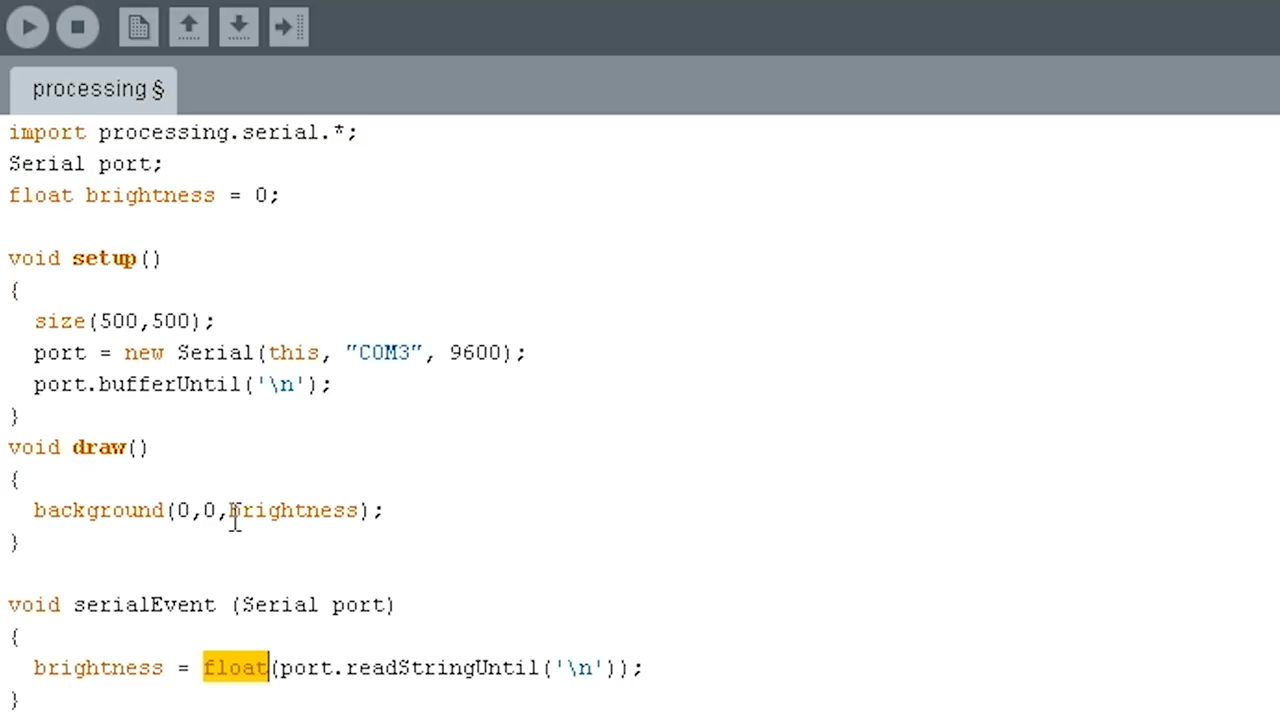 processing §
import processing.serial.*;
Serial port;
float brightness = 0;
void setup()
{
size(500,500);
port = new Serial(this, "COM3", 9600);
port.bufferUntil('\n');
}
void draw()
{
background(0,0,brightness);
}
void serialEvent (Serial port)
{
brightness = float(port.readStringUntil('\n'));
}